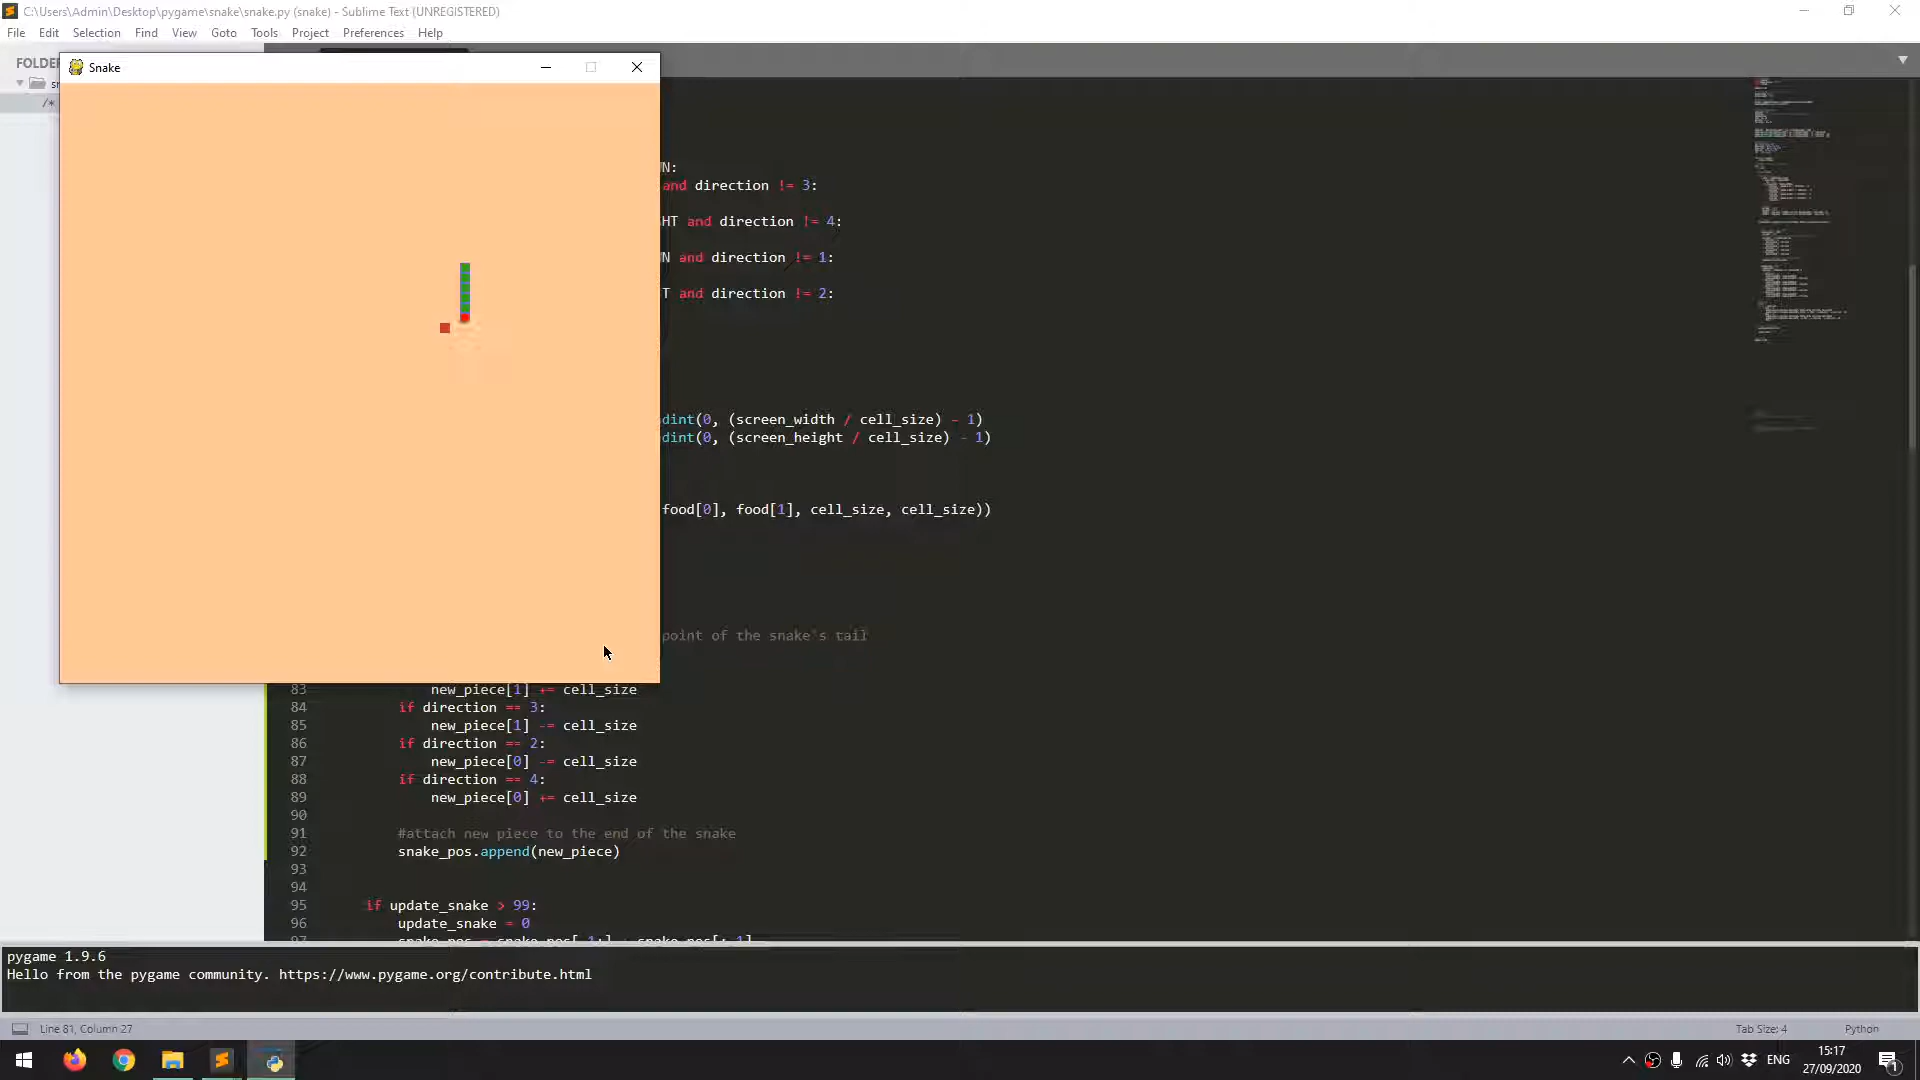 C:\Users\Admin\Desktop\pygame\snake\snake.py (snake) - Sublime Text (UNREGISTERED)
File Edit Selection Find View Goto Tools Project Preferences Help
FOLDE
Snake
N:
and direction != 3:
HT and direction != 4:
N and direction != 1:
T and direction != 2:
dint(0, (screen_width / cell_size) - 1)
dint(0, (screen_height / cell_size) - 1)
food[0], food[1], cell_size, cell_size))
point of the snake's tail
83 new_piece[1] += cell_size
84 if direction == 3:
85 new_piece[1] -= cell_size
86 if direction == 2:
87 new_piece[0] -= cell_size
88 if direction == 4:
89 new_piece[0] += cell_size
90
91 #attach new piece to the end of the snake
92 snake_pos.append(new_piece)
93
94
95 if update_snake > 99:
96 update_snake = 0
97 snake_pos = snake_pos[-1:] + snake_pos[:-1]
pygame 1.9.6
Hello from the pygame community. https://www.pygame.org/contribute.html
Line 81, Column 27
Tab Size: 4
Python
ENG
15:17
27/09/2020